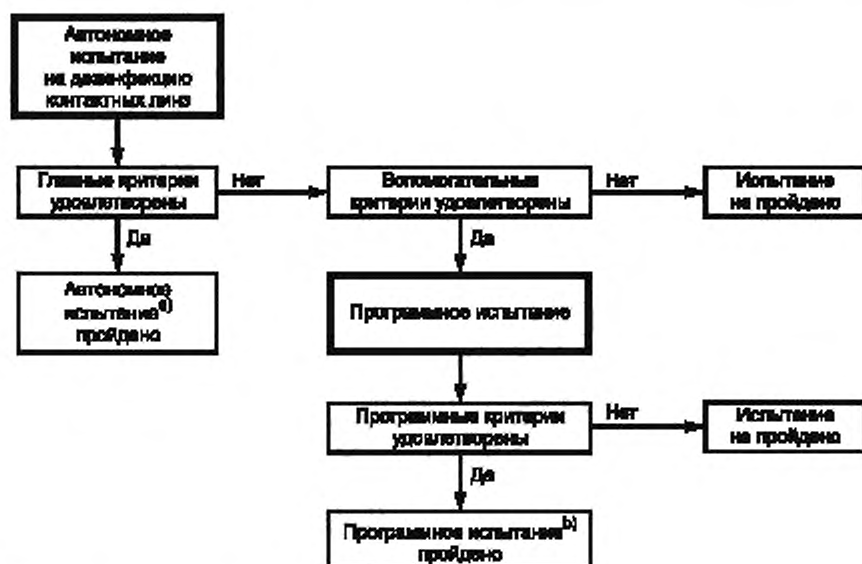 Автономное
испытание
на дезинфекцию
контактных линз
Главные критерии
удовлетворены
Нет
Вспомогательные
критерии удовлетворены
Нет
Испытание
не пройдено
Да
Да
Автономное
испытание a)
пройдено
Программное испытание
Программные критерии
удовлетворены
Нет
Испытание
не пройдено
Да
Программное испытание b)
пройдено